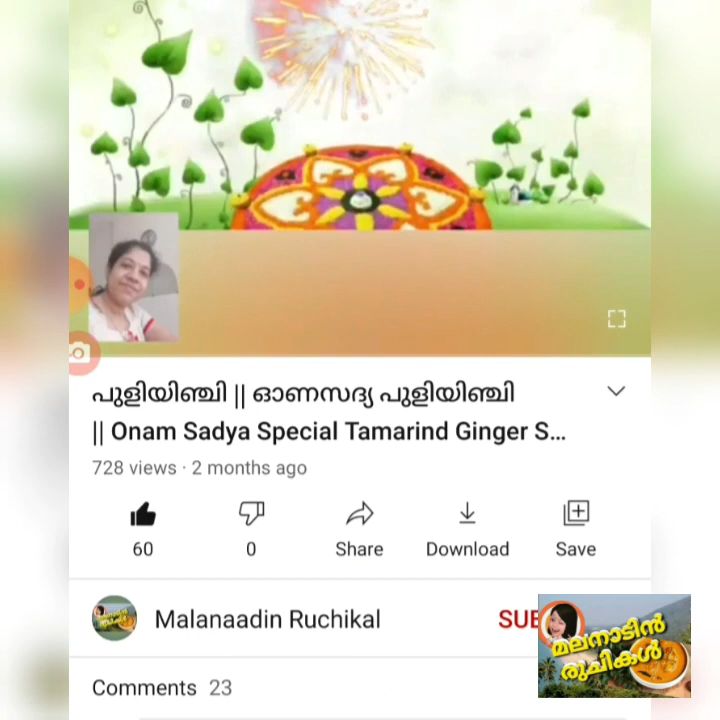 പുളിയിഞ്ചി || ഓണസദ്യ പുളിയിഞ്ചി
|| Onam Sadya Special Tamarind Ginger S...
728 views · 2 months ago
60
0
Share
Download
Save
Malanaadin Ruchikal
SUB
മലനാടിൻ
രുചികൾ
Comments 23